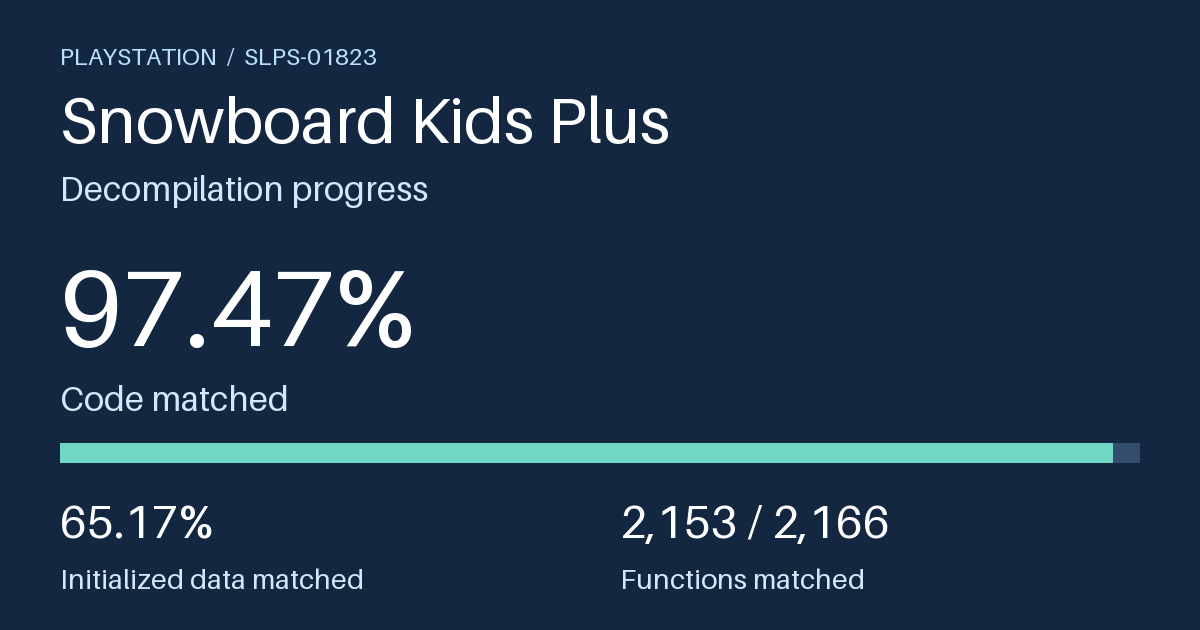 PLAYSTATION / SLPS-01823
Snowboard Kids Plus
Decompilation progress
97.47%
Code matched
65.17%
Initialized data matched
2,153 / 2,166
Functions matched